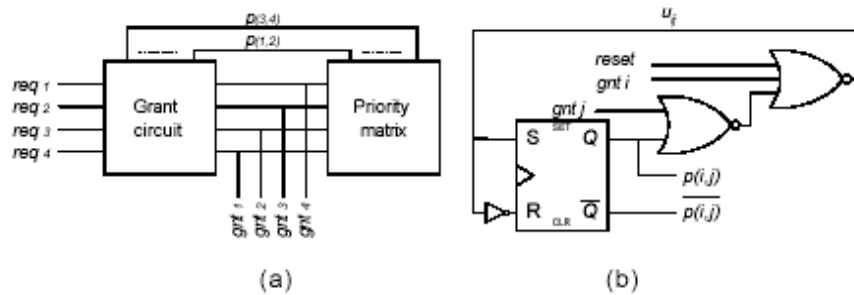 p(3,4)
p(1,2)
req 1
req 2
req 3
req 4
Grant
circuit
Priority
matrix
gnt 1
gnt 2
gnt 3
gnt 4
(a)
u ij
reset
gnt i
gnt j
S SET Q
R CLR Q
p(i,j)
p(i,j)
(b)